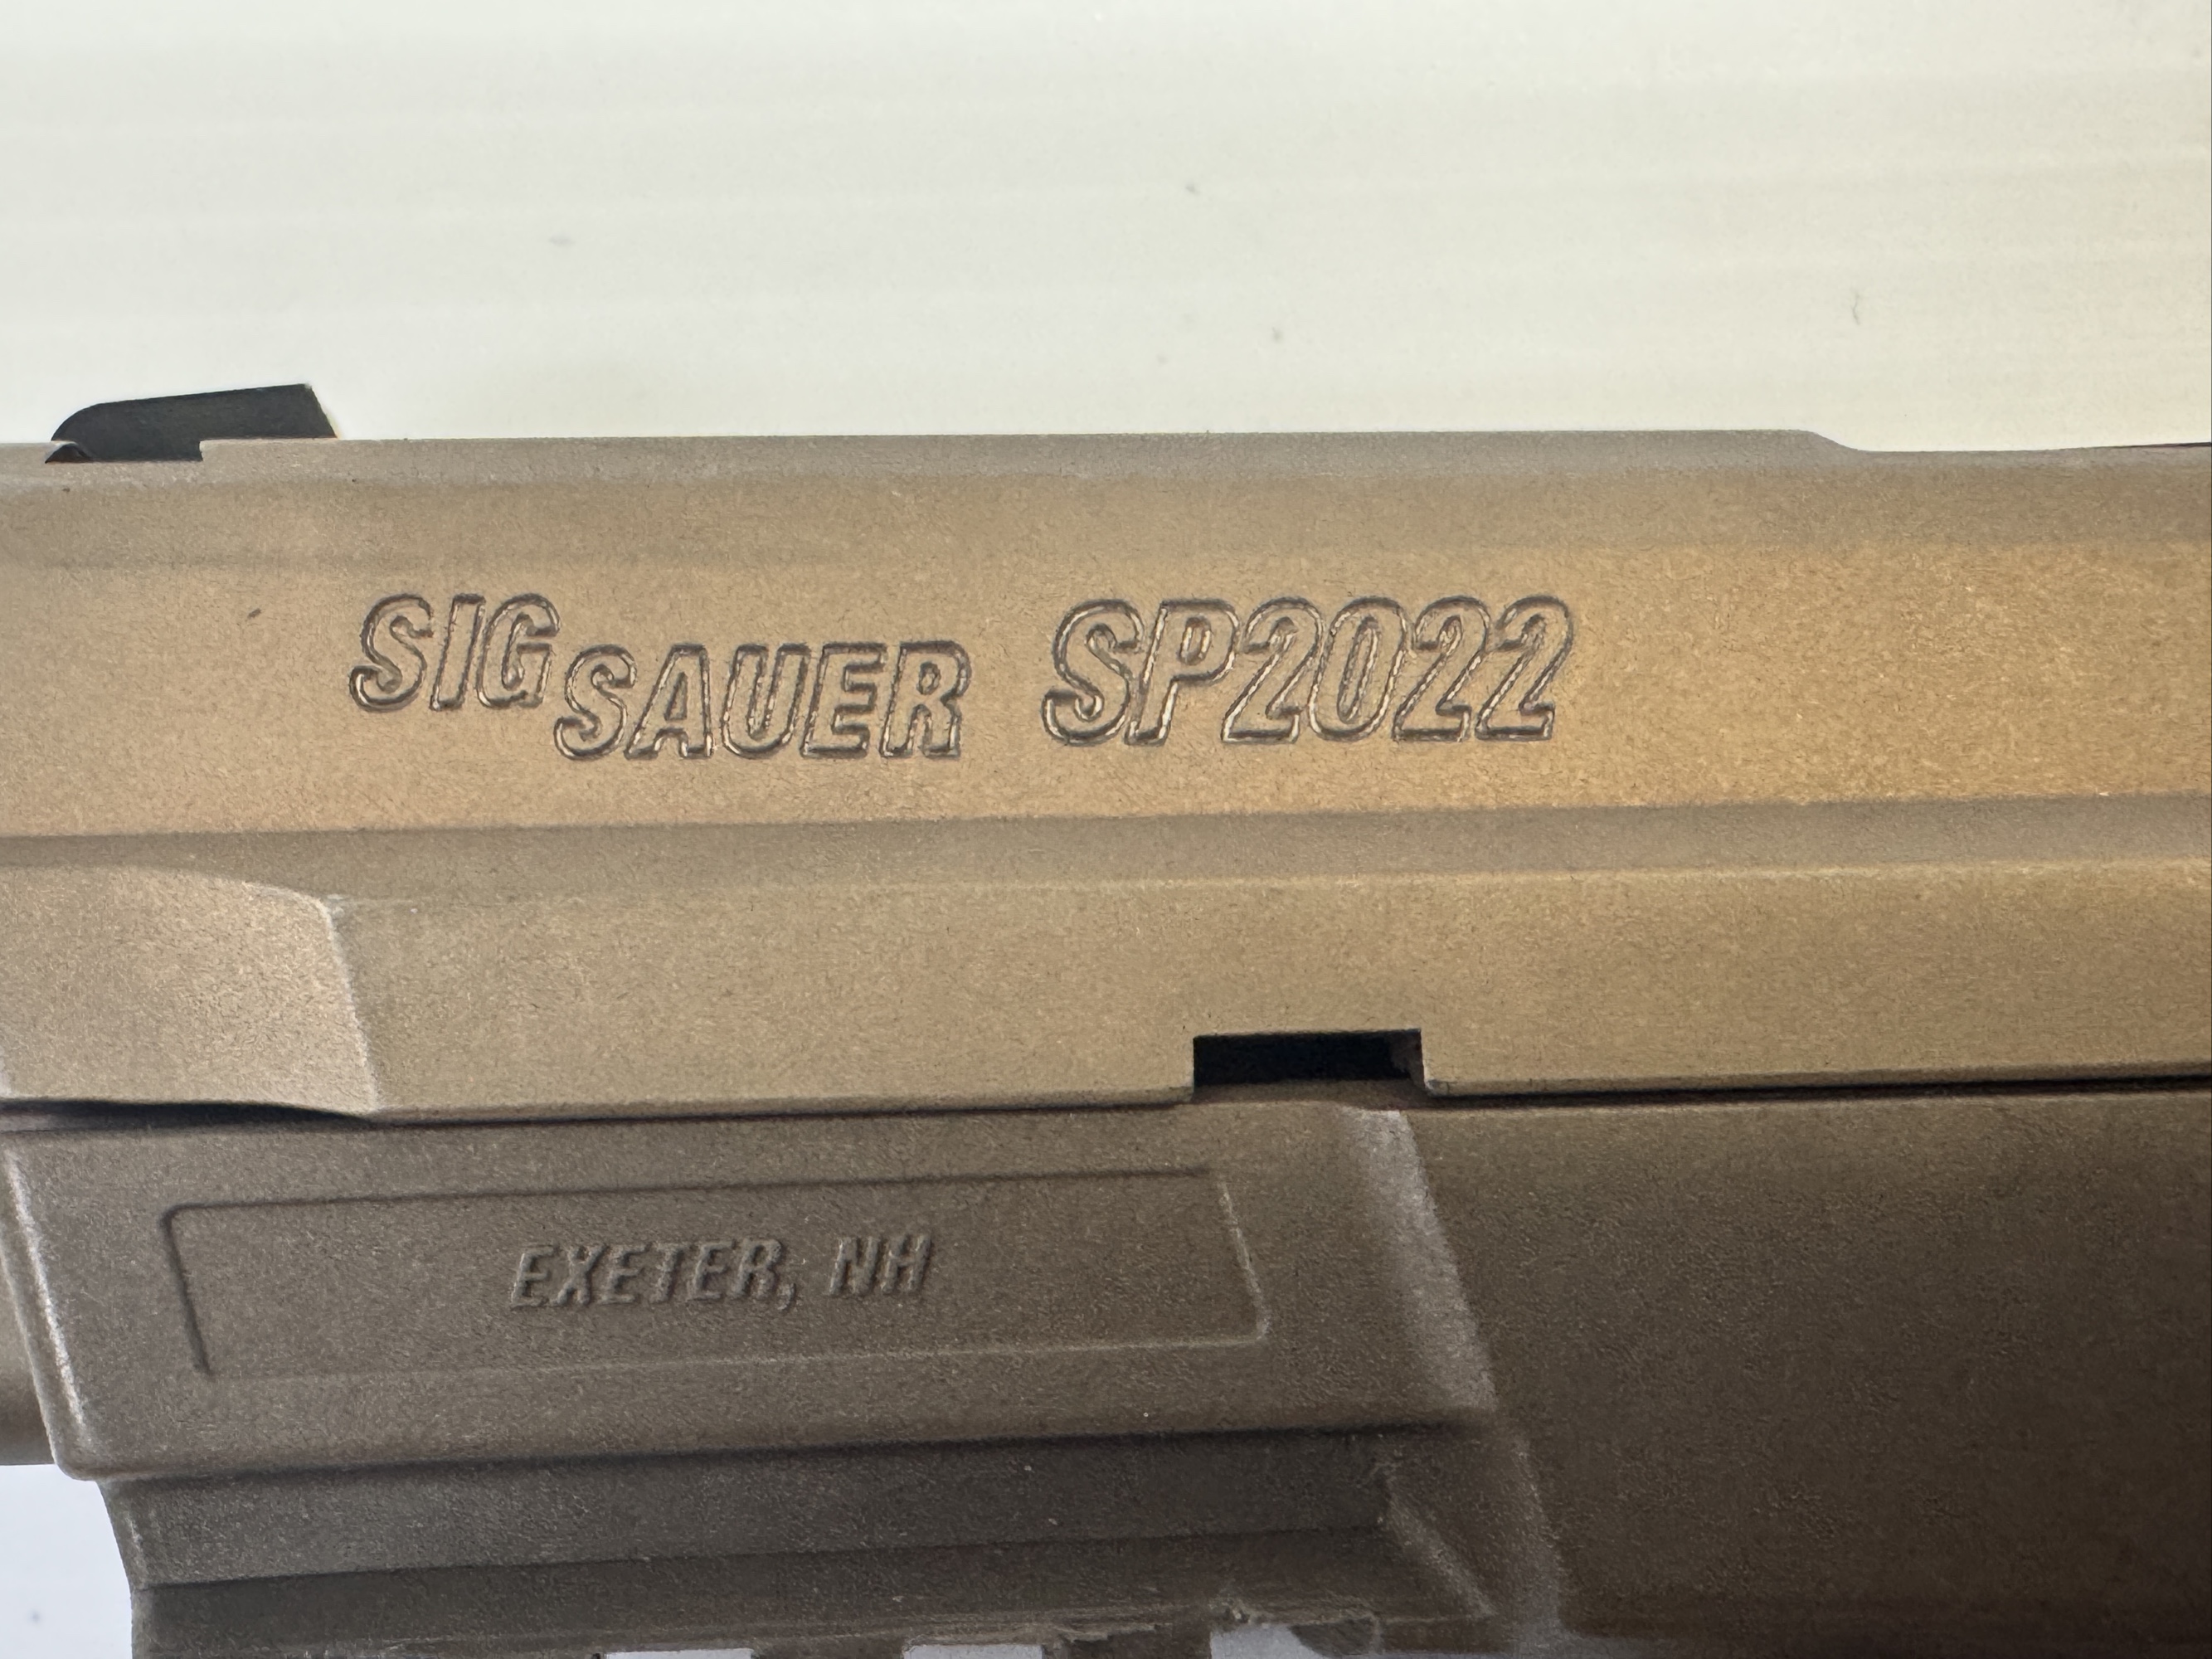 SIG SAUER SP2022
EXETER, NH